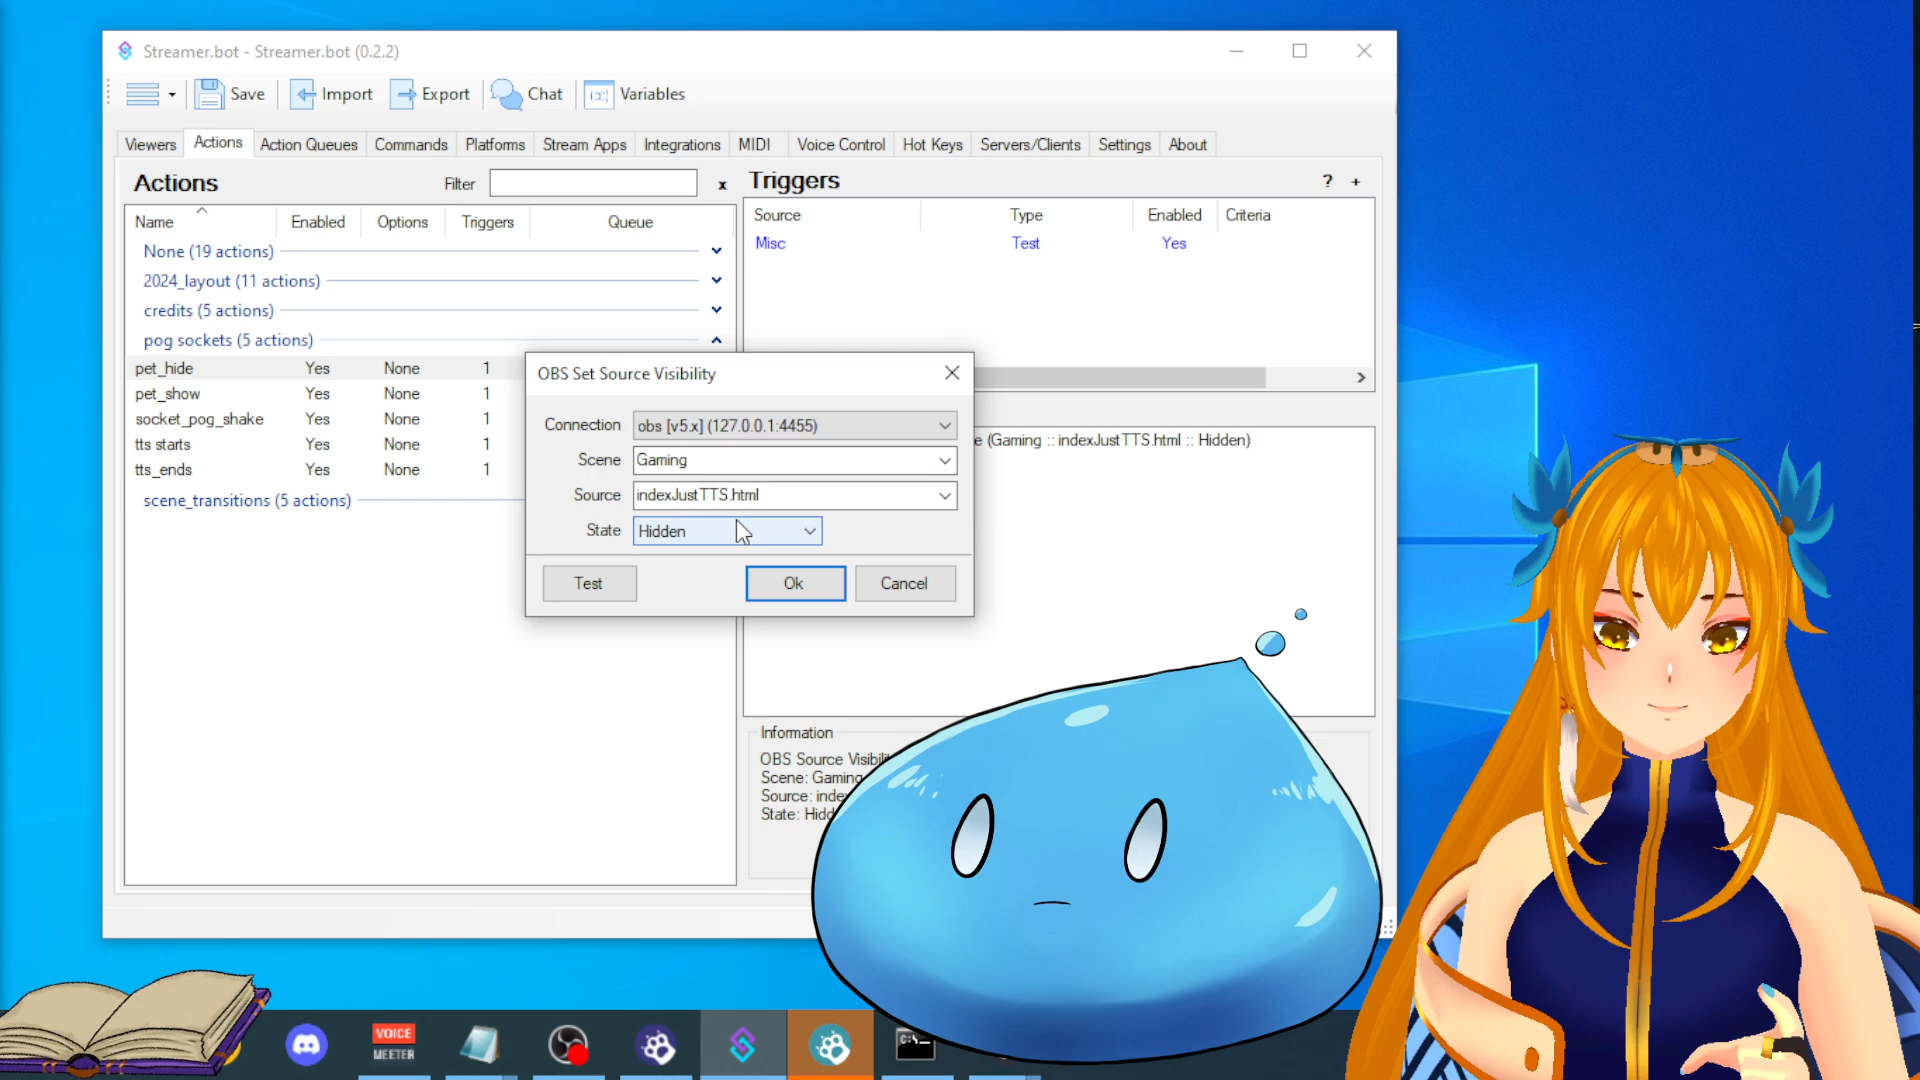 Streamer.bot - Streamer.bot (0.2.2)
Save Import Export Chat Variables
Viewers Actions Action Queues Commands Platforms Stream Apps Integrations MIDI Voice Control Hot Keys Servers/Clients Settings About
Actions Filter x
Name Enabled Options Triggers Queue
None (19 actions)
2024_layout (11 actions)
credits (5 actions)
pog sockets (5 actions)
pet_hide Yes None 1
pet_show Yes None 1
socket_pog_shake Yes None 1
tts starts Yes None 1
tts_ends Yes None 1
scene_transitions (5 actions)
Triggers ? +
Source Type Enabled Criteria
Misc Test Yes
(Gaming :: indexJustTTS.html :: Hidden)
OBS Set Source Visibility
Connection obs [v5.x] (127.0.0.1:4455)
Scene Gaming
Source indexJustTTS.html
State Hidden
Test Ok Cancel
Information
OBS Source
Scene: Gaming
Source:
State:
VOICE
MEETER